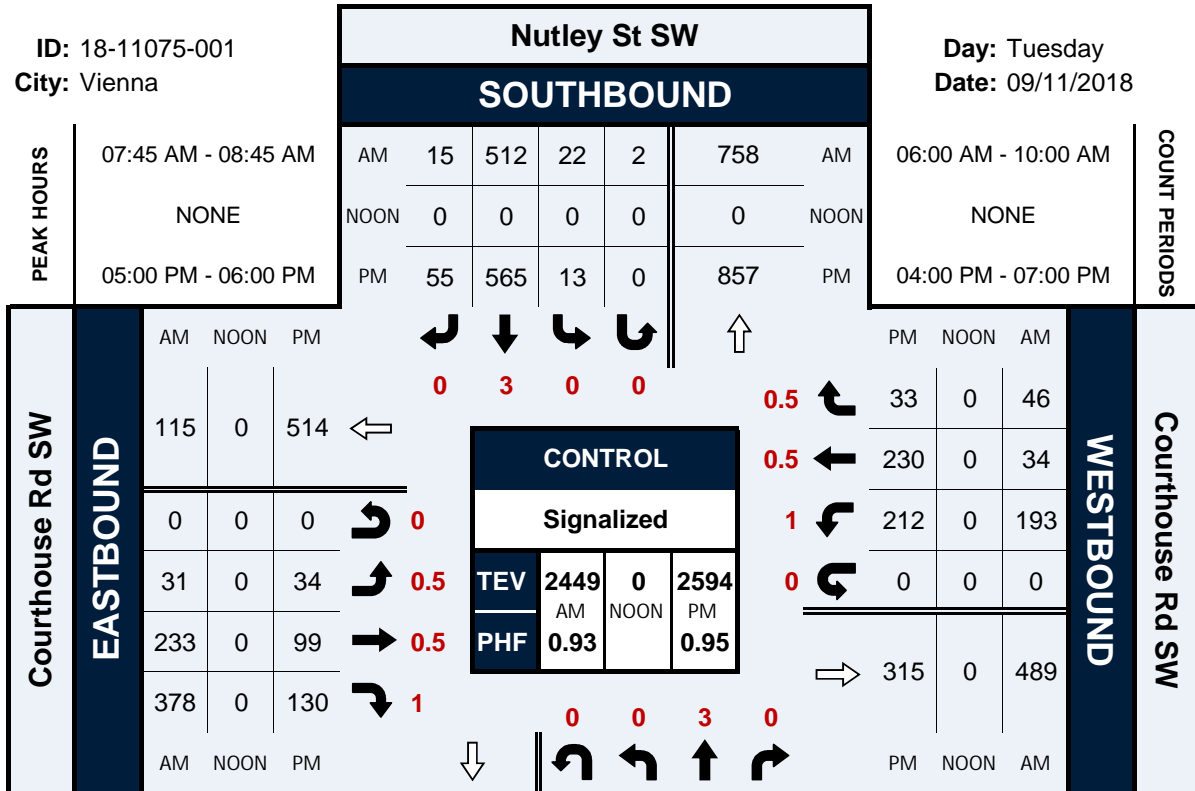 ID: 18-11075-001
City: Vienna
Nutley St SW
SOUTHBOUND
Day: Tuesday
Date: 09/11/2018
PEAK HOURS
07:45 AM - 08:45 AM
NONE
05:00 PM - 06:00 PM
AM 15 512 22 2 758 AM
NOON 0 0 0 0 0 NOON
PM 55 565 13 0 857 PM
06:00 AM - 10:00 AM
NONE
04:00 PM - 07:00 PM
COUNT PERIODS
0 3 0 0
Courthouse Rd SW
EASTBOUND
AM NOON PM
115 0 514
0 0 0 0
31 0 34 0.5
233 0 99 0.5
378 0 130 1
AM NOON PM
CONTROL
Signalized
TEV 2449 0 2594
AM NOON PM
PHF 0.93 0.95
PM NOON AM
0.5 33 0 46
0.5 230 0 34
1 212 0 193
0 0 0 0
315 0 489
PM NOON AM
WESTBOUND
Courthouse Rd SW
0 0 3 0